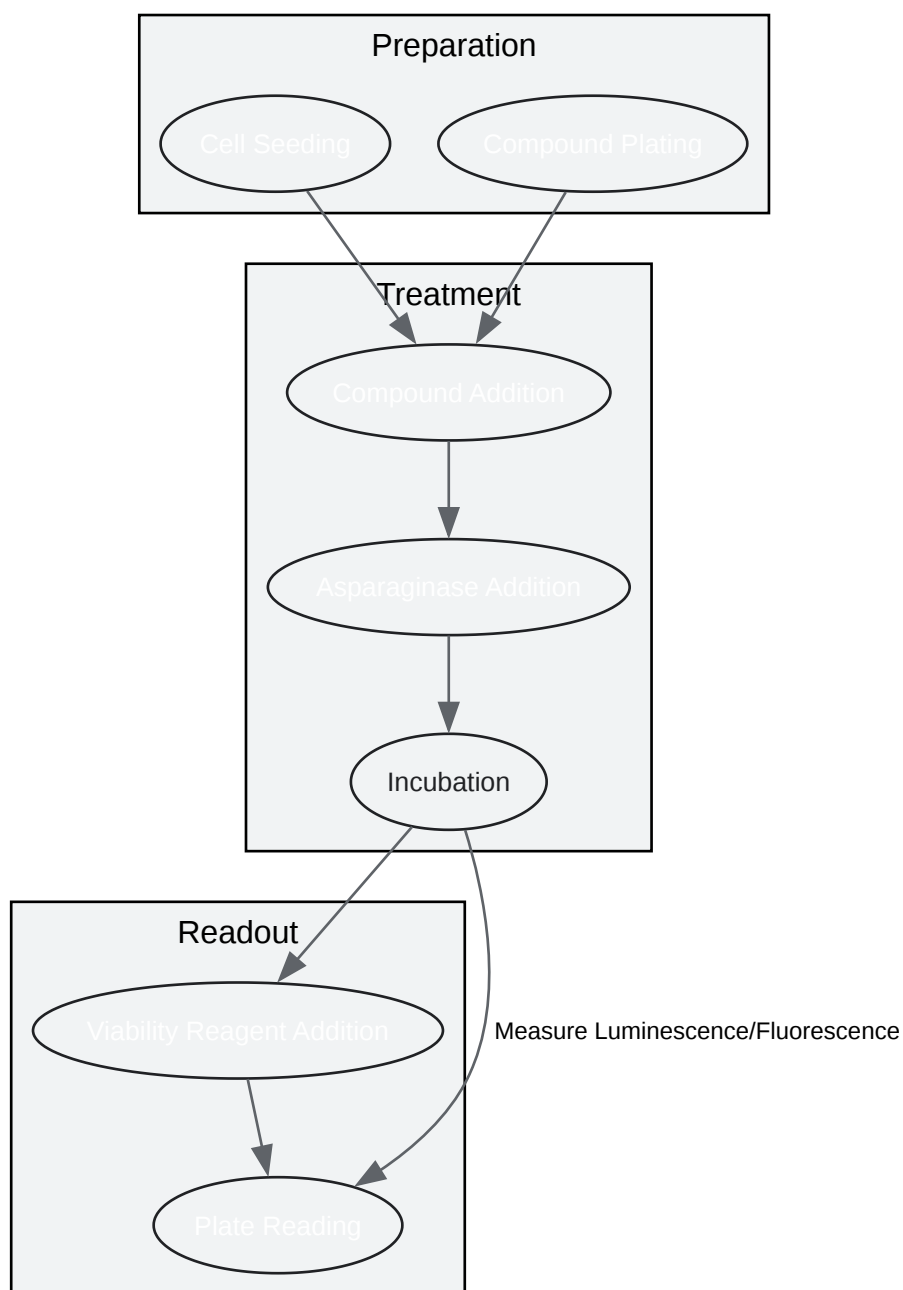 Preparation
Cell Seeding
Compound Plating
Treatment
Compound Addition
Asparaginase Addition
Incubation
Readout
Viability Reagent Addition
Measure Luminescence/Fluorescence
Plate Reading